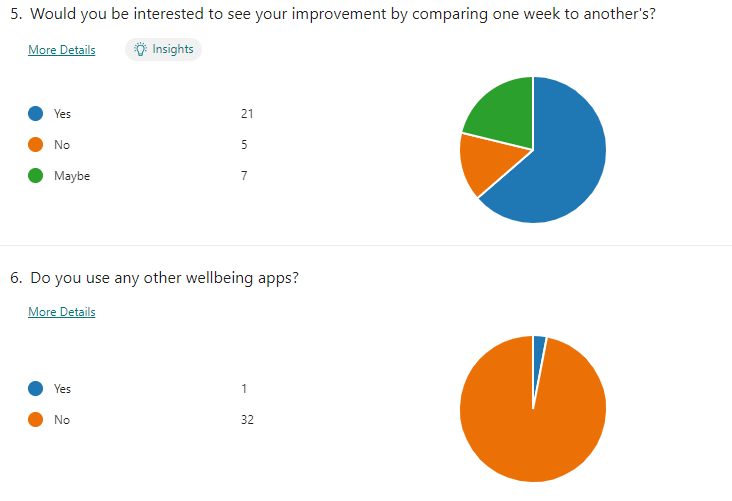 5. Would you be interested to see your improvement by comparing one week to another's?
More Details Insights
Yes 21
No 5
Maybe 7
6. Do you use any other wellbeing apps?
More Details
Yes 1
No 32